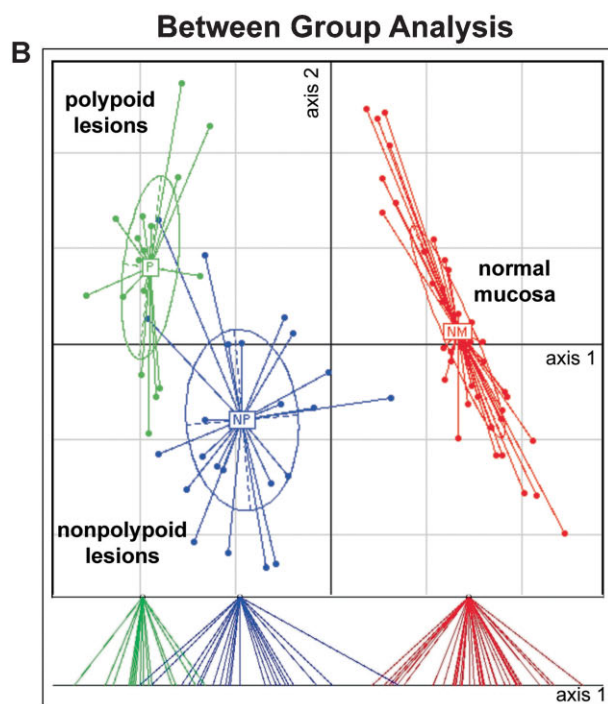 Between Group Analysis
B
polypoid
lesions
axis 2
P
normal
mucosa
NM
axis 1
NP
nonpolypoid
lesions
axis 1